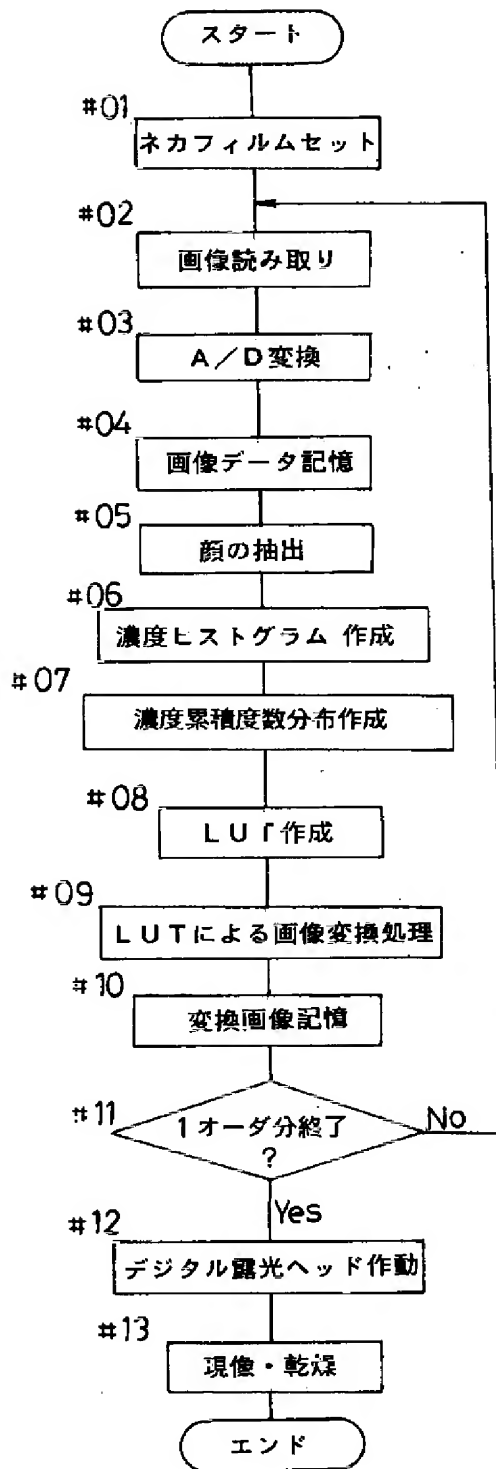 スタート
#01
ネカフィルムセット
#02
画像読み取り
#03
A/D変換
#04
画像データ記憶
#05
顔の抽出
#06
濃度ヒストグラム 作成
#07
濃度累積度数分布作成
#08
LUT作成
#09
LUTによる画像変換処理
#10
変換画像記憶
#11
1オーダ分終了
?
No
Yes
#12
デジタル露光ヘッド作動
#13
現像・乾燥
エンド